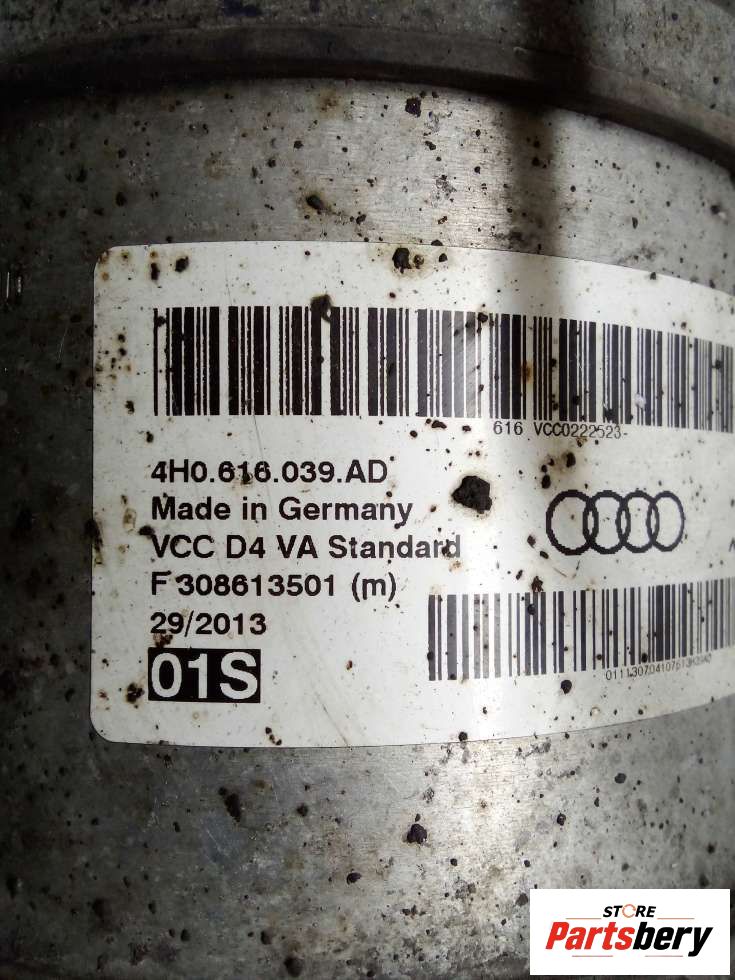 616 VCC0222523-
4H0.616.039.AD
Made in Germany
VCC D4 VA Standard
F 308613501 (m)
29/2013
01S
STORE
Partsbery